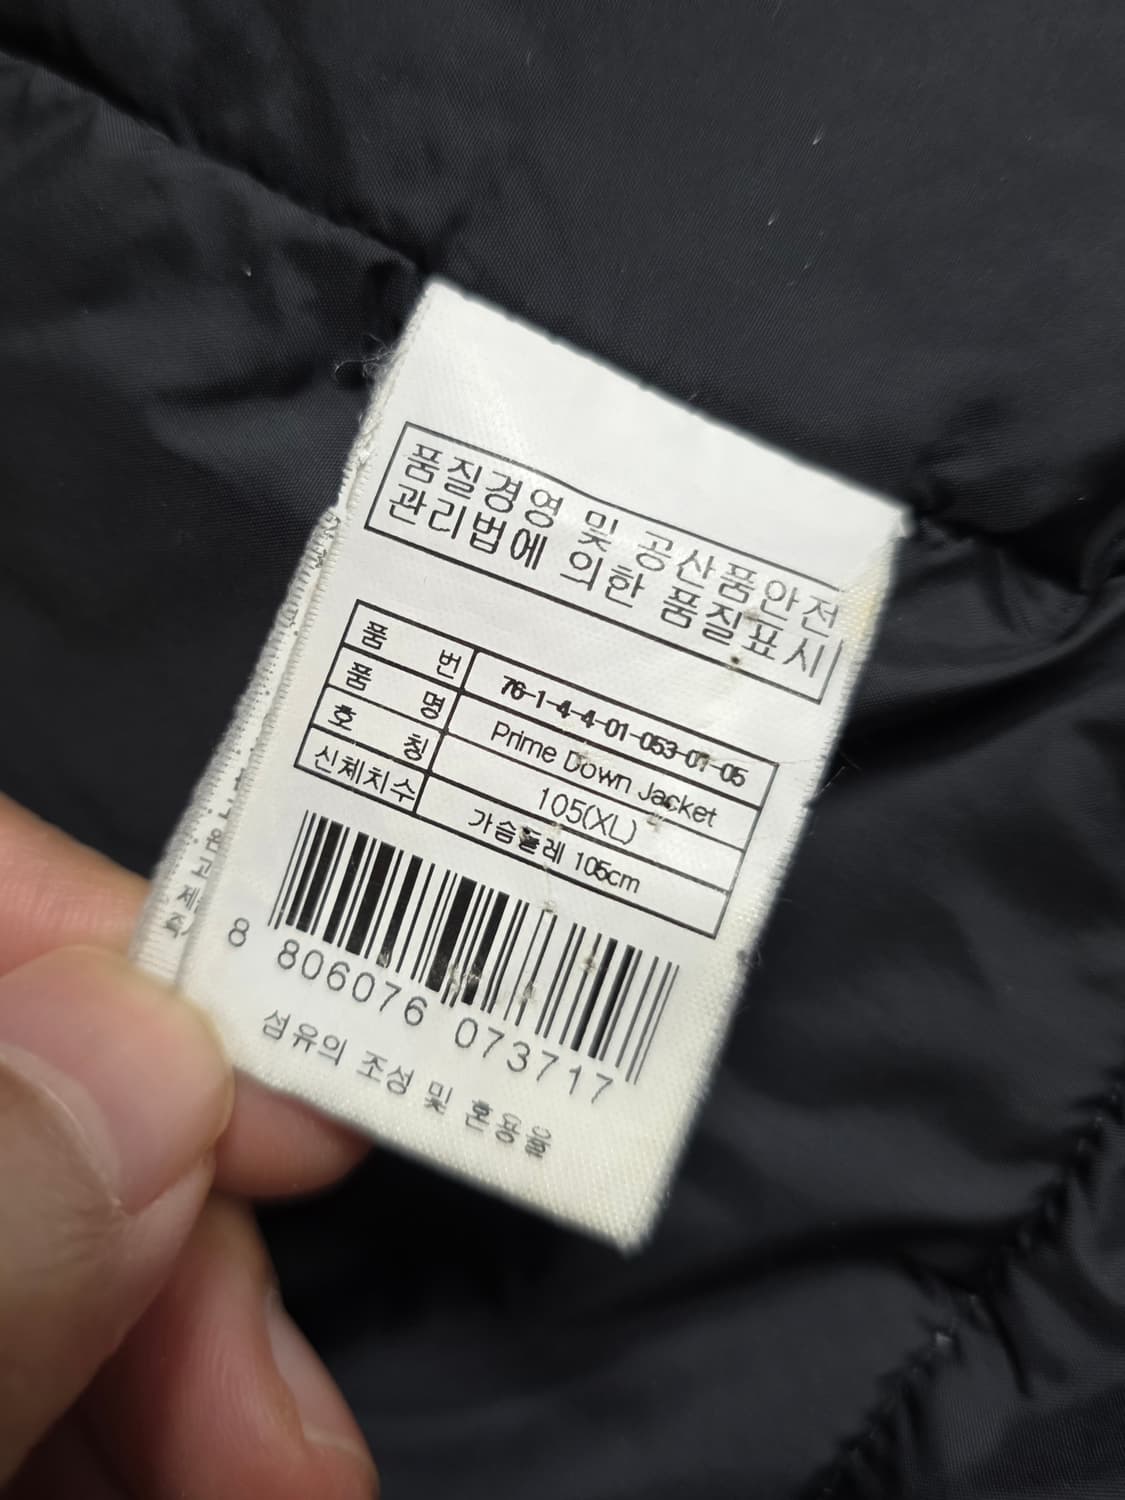 품질경영 및 공산품안전
관리법에 의한 품질표시
품 번 76-1-4-4-01-053-01-05
품 명 Prime Down Jacket
호 칭 105(XL)
신체치수 가슴둘레 105cm
8 806076 073717
섬유의 조성 및 혼용율